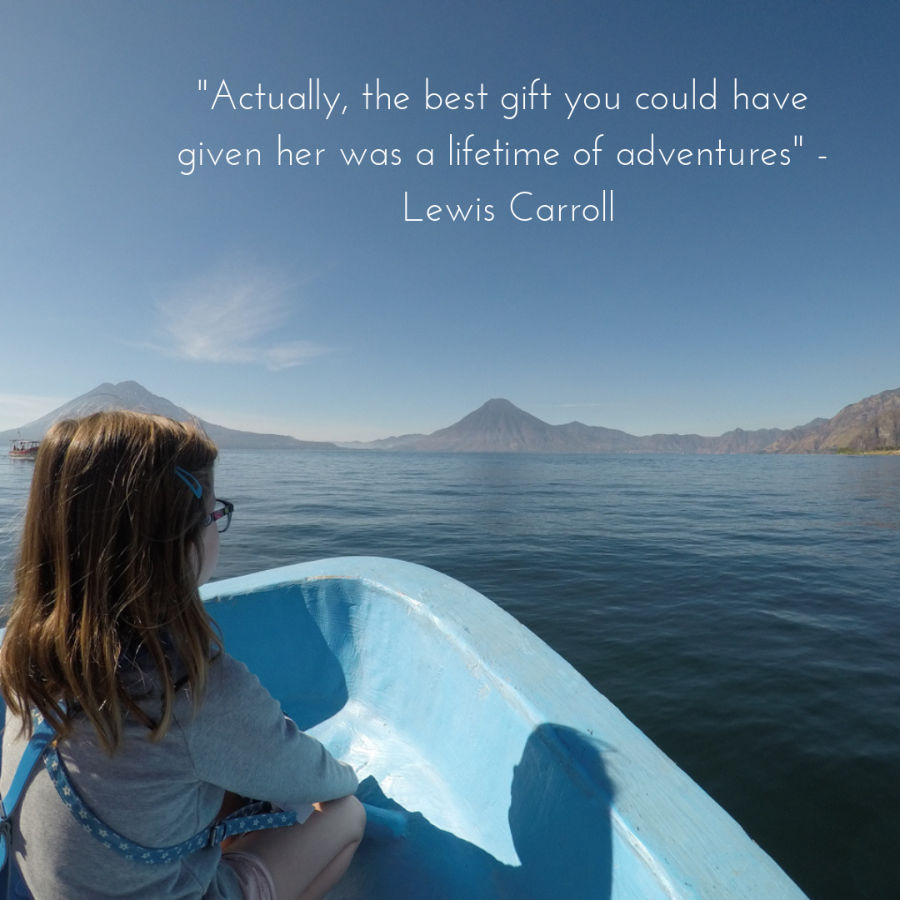 "Actually, the best gift you could have
given her was a lifetime of adventures" -
Lewis Carroll